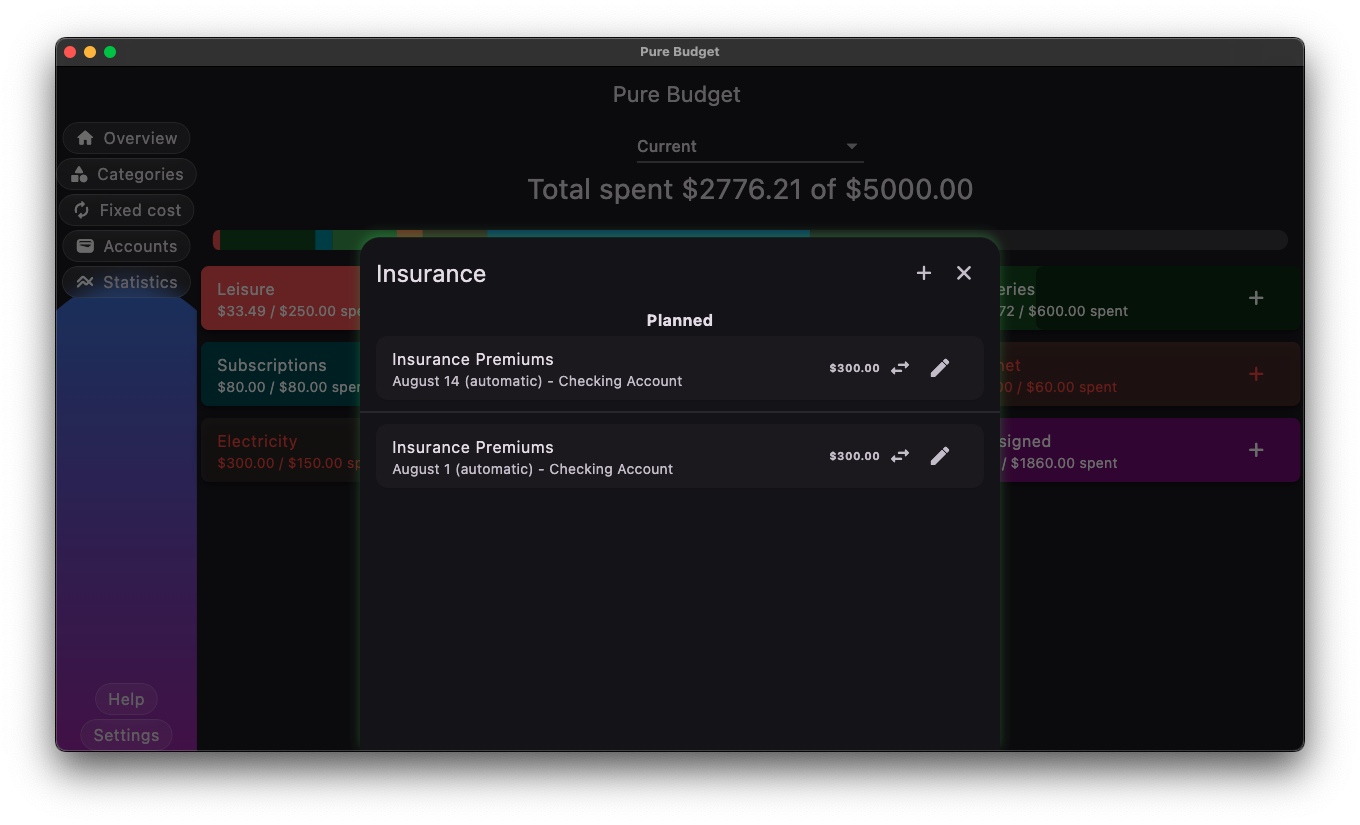 Pure Budget
Pure Budget
Overview
Categories
Fixed cost
Accounts
Statistics
Help
Settings
Current
Total spent $2776.21 of $5000.00
Leisure
$33.49 / $250.00 spe
Subscriptions
$80.00 / $80.00 spen
Electricity
$300.00 / $150.00 sp
Insurance
Planned
Insurance Premiums
$300.00
August 14 (automatic) - Checking Account
Insurance Premiums
$300.00
August 1 (automatic) - Checking Account
eries
72 / $600.00 spent
net
00 / $60.00 spent
signed
/ $1860.00 spent